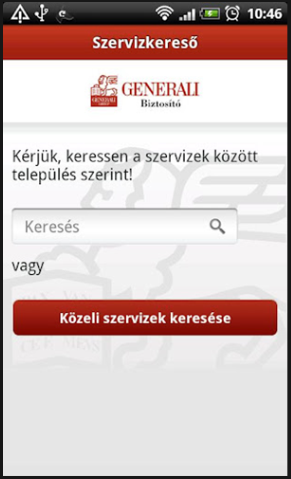 10:46
Szervizkereső
GENERALI
Biztosító
Kérjük, keressen a szervizek között
település szerint!
Keresés
vagy
Közeli szervizek keresése